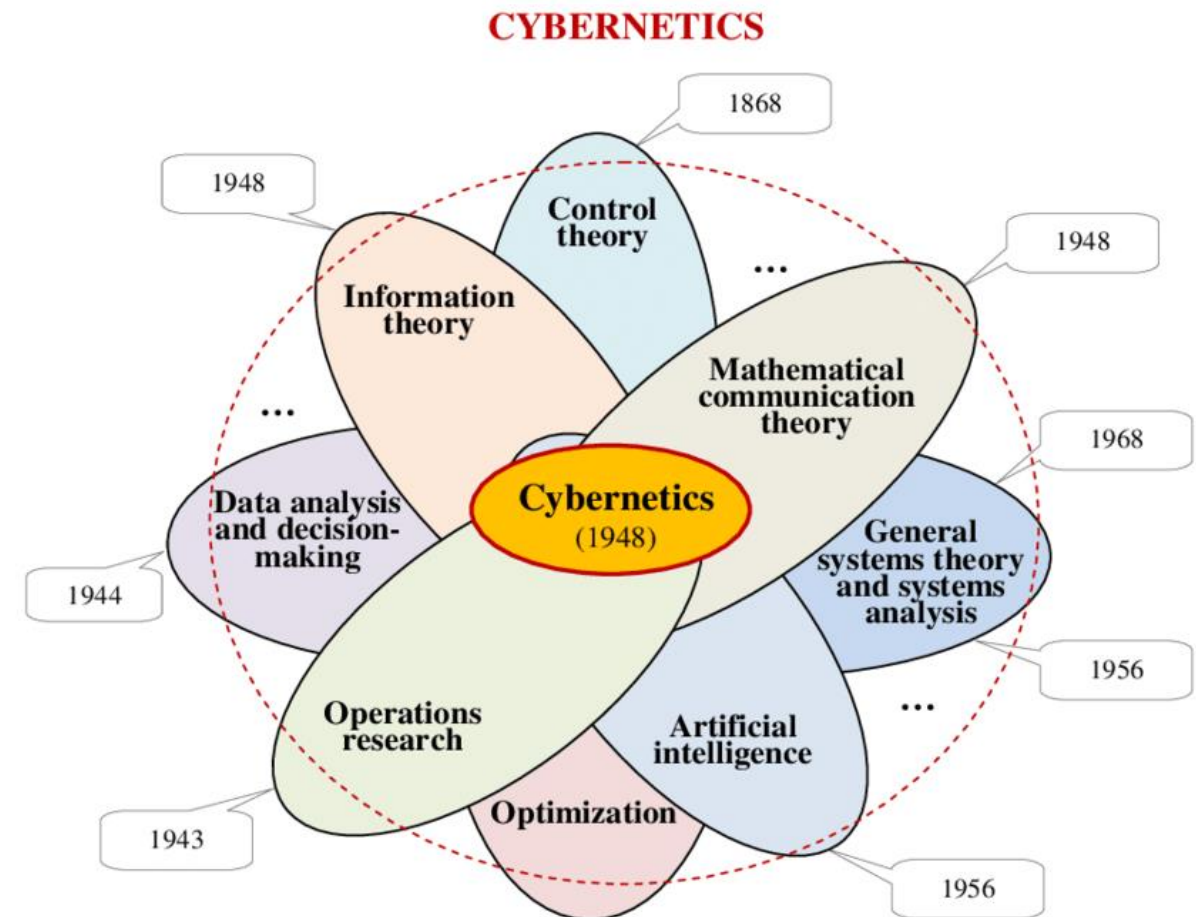 CYBERNETICS
1868
1948
Control
theory
1948
...
Information
theory
Mathematical
communication
theory
...
1968
Data analysis
and decision-
making
Cybernetics
(1948)
General
systems theory
and systems
analysis
1944
1956
...
Operations
research
Artificial
intelligence
Optimization
1943
1956